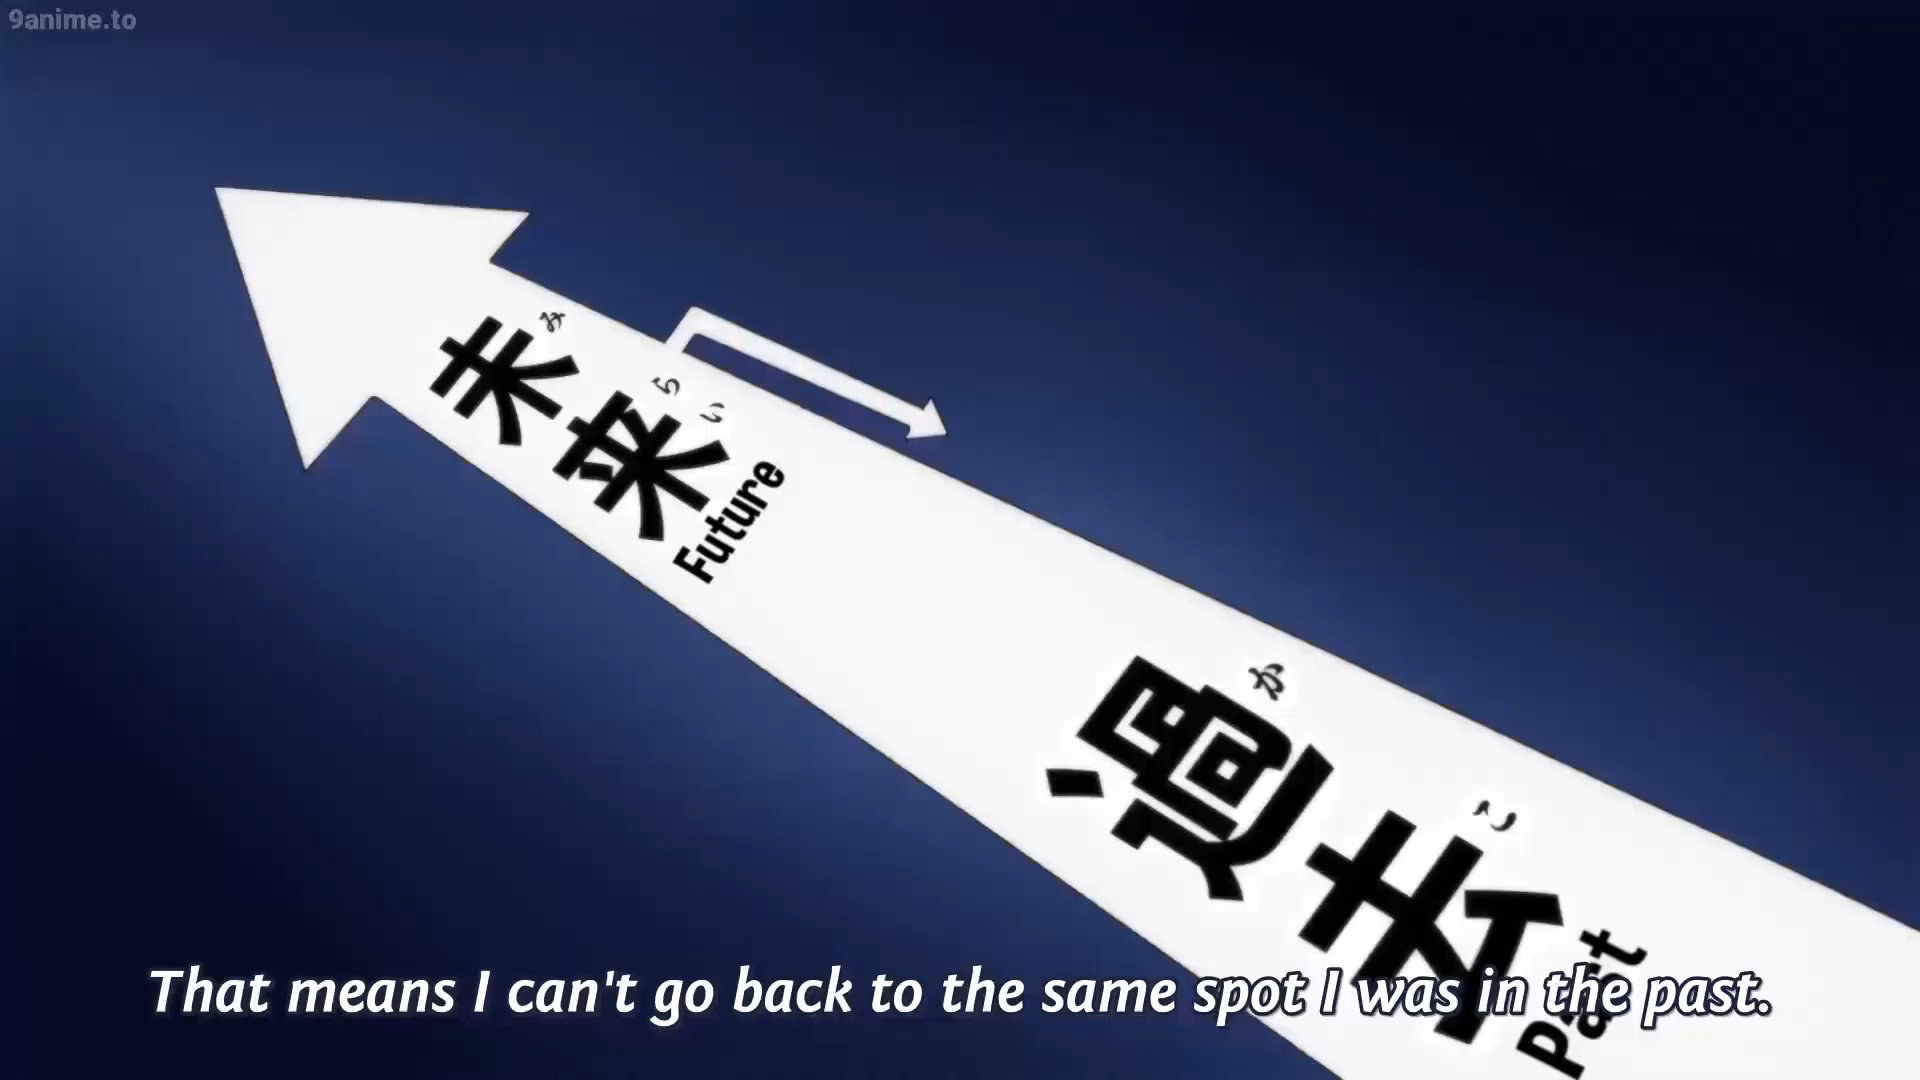 9anime.to
みらい
未来
Future
かこ
過去
Past
That means I can't go back to the same spot I was in the past.